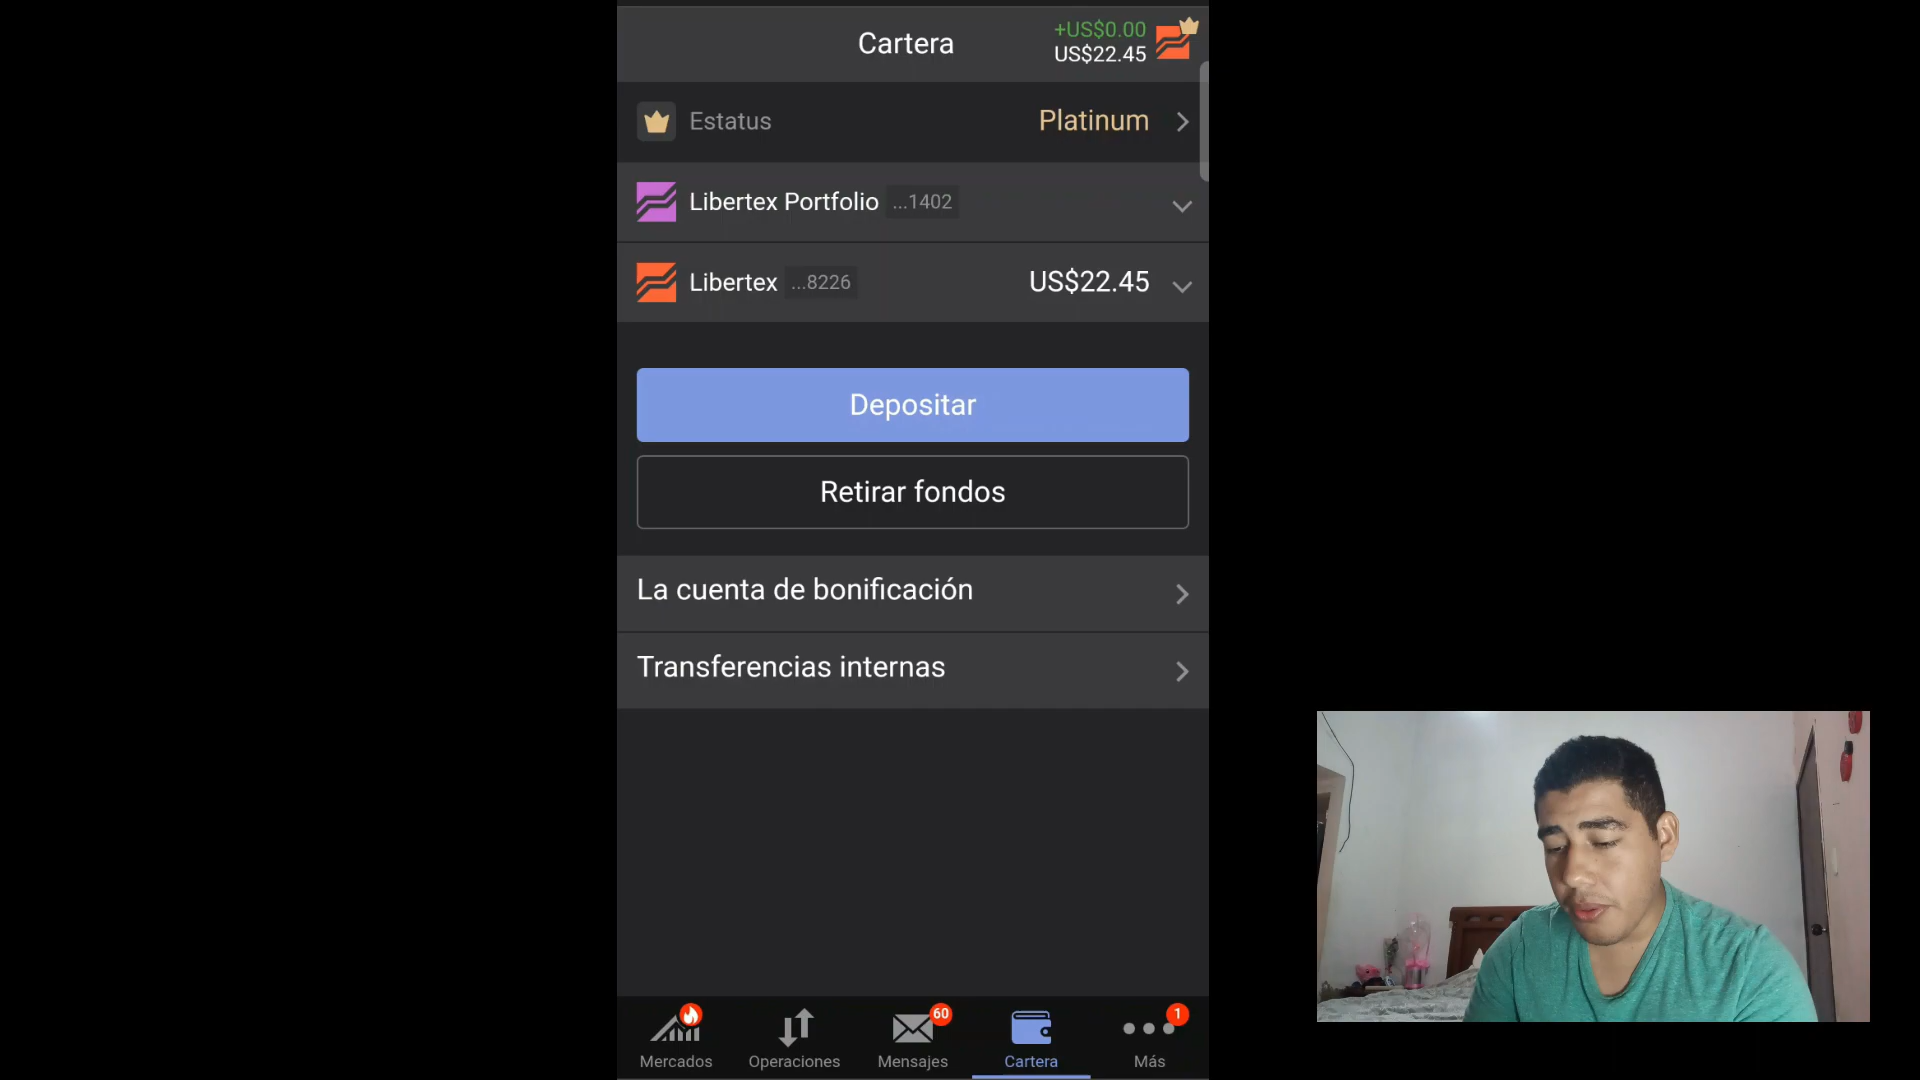 Cartera
+US$0.00
US$22.45
Estatus
Platinum
Libertex Portfolio ...1402
Libertex ...8226 US$22.45
Depositar
Retirar fondos
La cuenta de bonificación
Transferencias internas
60
1
Mercados
Operaciones
Mensajes
Cartera
Más